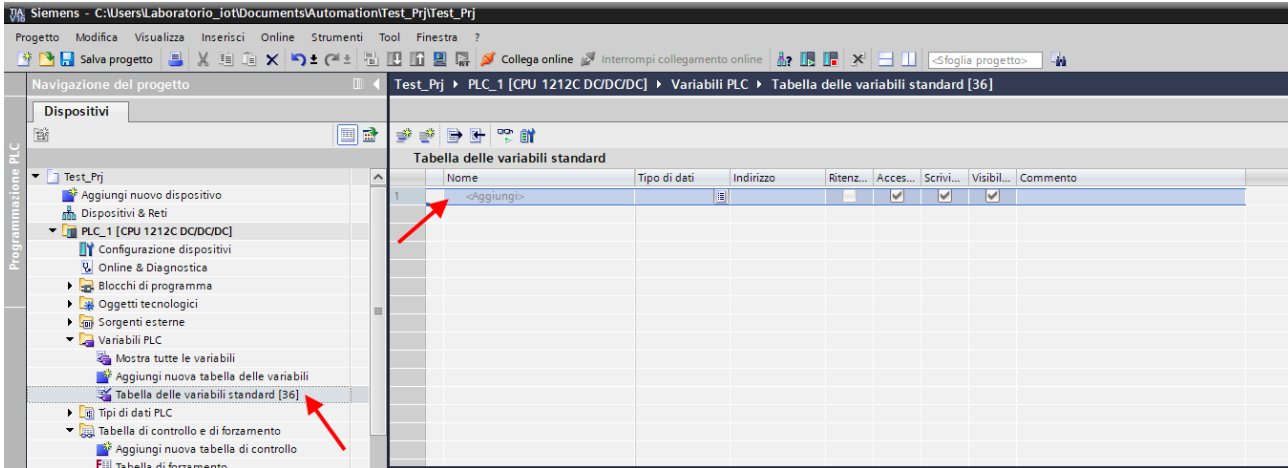 Siemens - C:\Users\Laboratorio_iot\Documents\Automation\Test_Prj\Test_Prj
Progetto Modifica Visualizza Inserisci Online Strumenti Tool Finestra ?
Salva progetto Collega online Interrompi collegamento online <Sfoglia progetto>
Navigazione del progetto
Test_Prj PLC_1 [CPU 1212C DC/DC/DC] Variabili PLC Tabella delle variabili standard [36]
Dispositivi
Programmazione PLC
Tabella delle variabili standard
Nome Tipo di dati Indirizzo Ritenz... Acces... Scrivi... Visibil... Commento
1 <Aggiungi>
Test_Prj
Aggiungi nuovo dispositivo
Dispositivi & Reti
PLC_1 [CPU 1212C DC/DC/DC]
Configurazione dispositivi
Online & Diagnostica
Blocchi di programma
Oggetti tecnologici
Sorgenti esterne
Variabili PLC
Mostra tutte le variabili
Aggiungi nuova tabella delle variabili
Tabella delle variabili standard [36]
Tipi di dati PLC
Tabella di controllo e di forzamento
Aggiungi nuova tabella di controllo
Tabella di forzamento